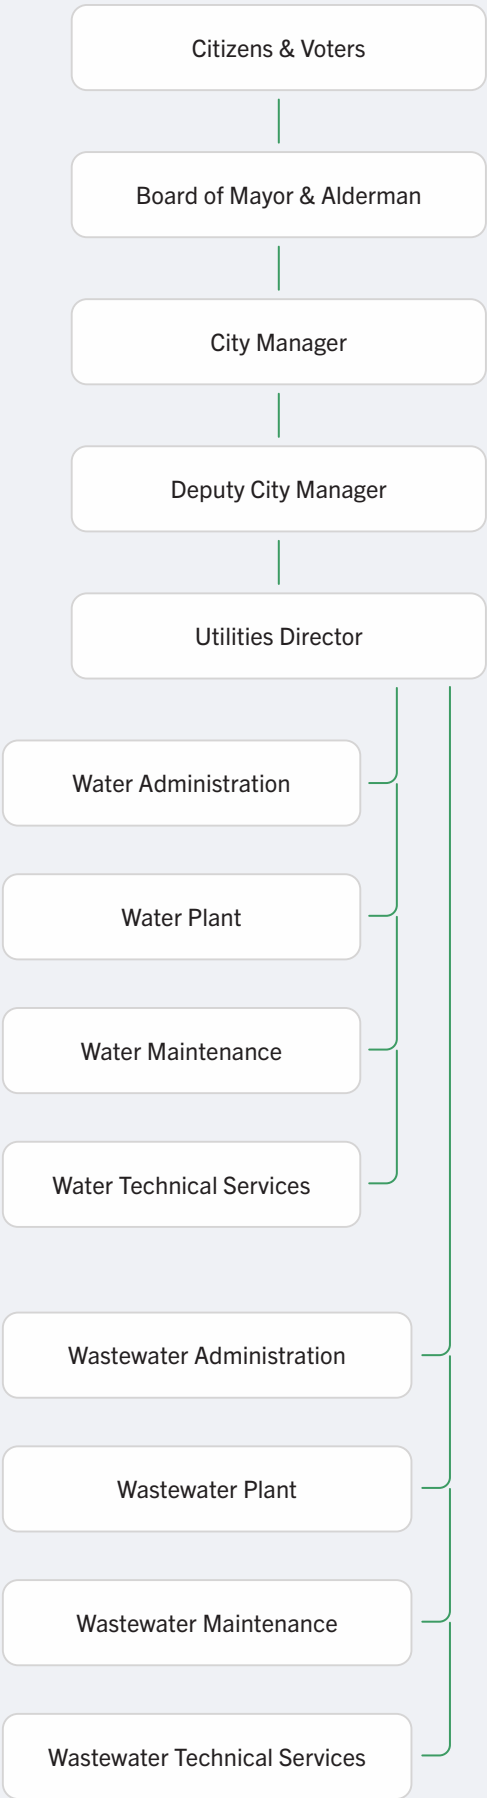 Citizens & Voters
Board of Mayor & Alderman
City Manager
Deputy City Manager
Utilities Director
Water Administration
Water Plant
Water Maintenance
Water Technical Services
Wastewater Administration
Wastewater Plant
Wastewater Maintenance
Wastewater Technical Services